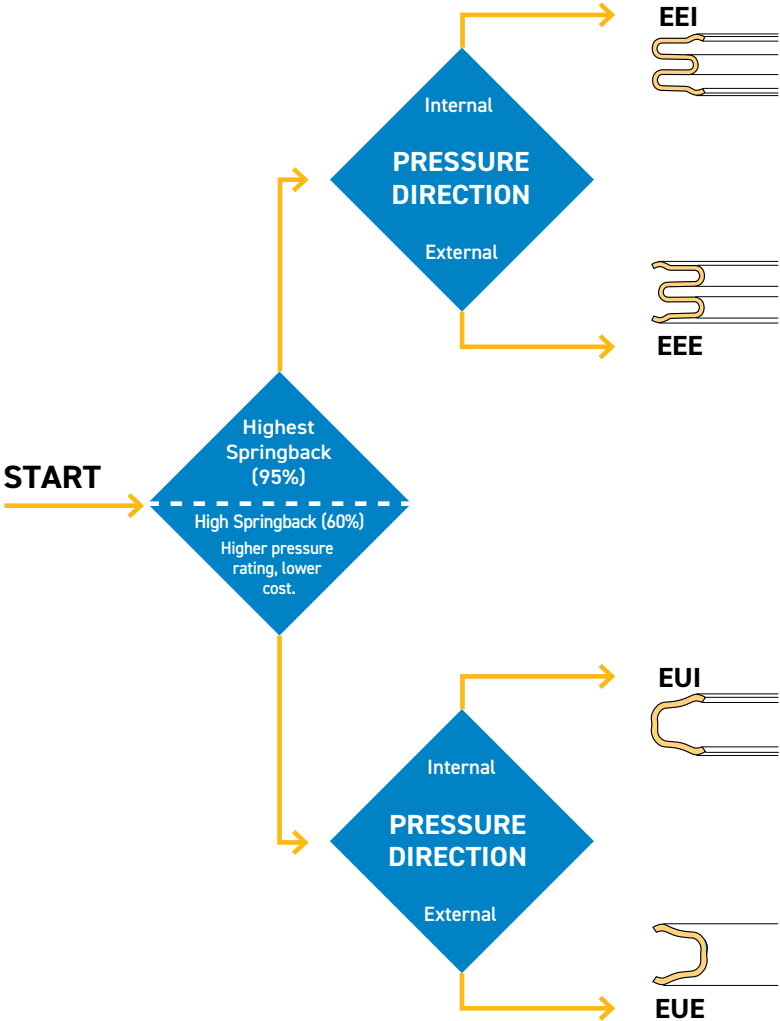 EEI
Internal
PRESSURE
DIRECTION
External
EEE
START
Highest
Springback
(95%)
High Springback (60%)
Higher pressure
rating, lower
cost.
EUI
Internal
PRESSURE
DIRECTION
External
EUE